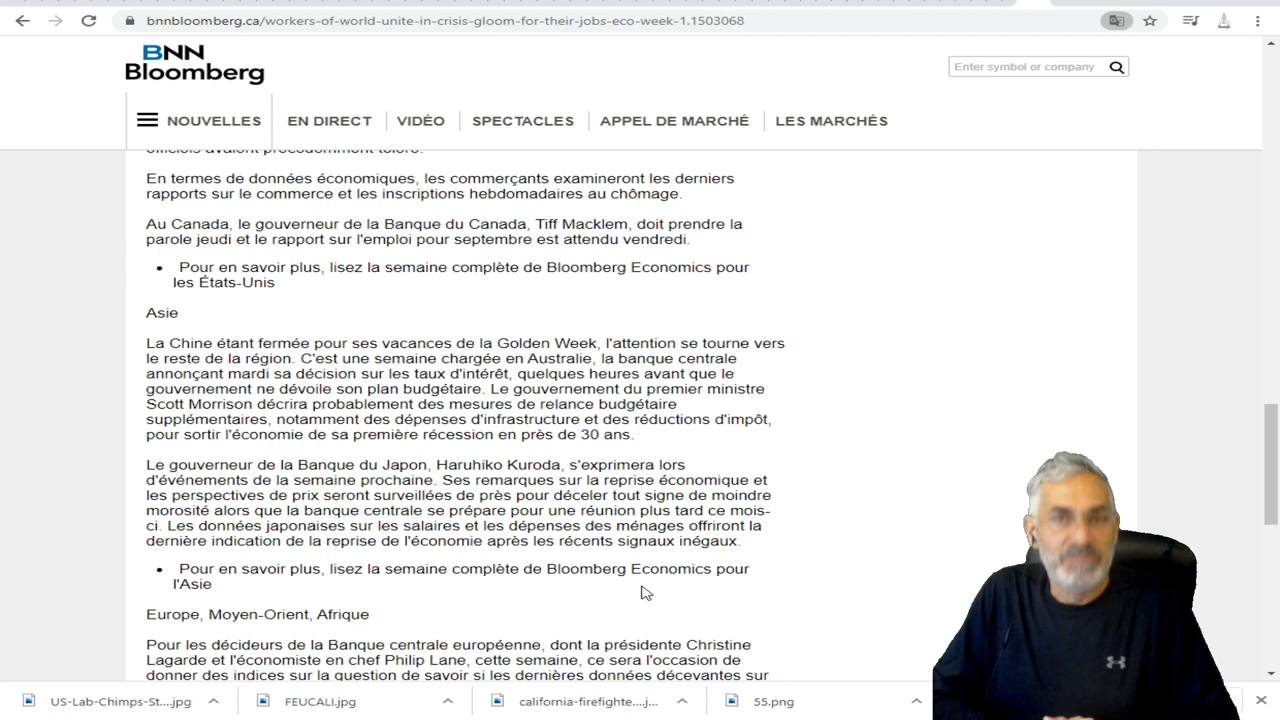 bnnbloomberg.ca/workers-of-world-unite-in-crisis-gloom-for-their-jobs-eco-week-1.1503068
BNN
Bloomberg
Enter symbol or company
NOUVELLES
EN DIRECT
VIDÉO
SPECTACLES
APPEL DE MARCHÉ
LES MARCHÉS
En termes de données économiques, les commerçants examineront les derniers
rapports sur le commerce et les inscriptions hebdomadaires au chômage.
Au Canada, le gouverneur de la Banque du Canada, Tiff Macklem, doit prendre la
parole jeudi et le rapport sur l'emploi pour septembre est attendu vendredi.
• Pour en savoir plus, lisez la semaine complète de Bloomberg Economics pour
les États-Unis
Asie
La Chine étant fermée pour ses vacances de la Golden Week, l'attention se tourne vers
le reste de la région. C'est une semaine chargée en Australie, la banque centrale
annonçant mardi sa décision sur les taux d'intérêt, quelques heures avant que le
gouvernement ne dévoile son plan budgétaire. Le gouvernement du premier ministre
Scott Morrison décrira probablement des mesures de relance budgétaire
supplémentaires, notamment des dépenses d'infrastructure et des réductions d'impôt,
pour sortir l'économie de sa première récession en près de 30 ans.
Le gouverneur de la Banque du Japon, Haruhiko Kuroda, s'exprimera lors
d'événements de la semaine prochaine. Ses remarques sur la reprise économique et
les perspectives de prix seront surveillées de près pour déceler tout signe de moindre
morosité alors que la banque centrale se prépare pour une réunion plus tard ce mois-
ci. Les données japonaises sur les salaires et les dépenses des ménages offriront la
dernière indication de la reprise de l'économie après les récents signaux inégaux.
• Pour en savoir plus, lisez la semaine complète de Bloomberg Economics pour
l'Asie
Europe, Moyen-Orient, Afrique
Pour les décideurs de la Banque centrale européenne, dont la présidente Christine
Lagarde et l'économiste en chef Philip Lane, cette semaine, ce sera l'occasion de
donner des indices sur la question de savoir si les dernières données décevantes sur
US-Lab-Chimps-St....jpg
FEUCALI.jpg
california-firefighte....j...
55.png